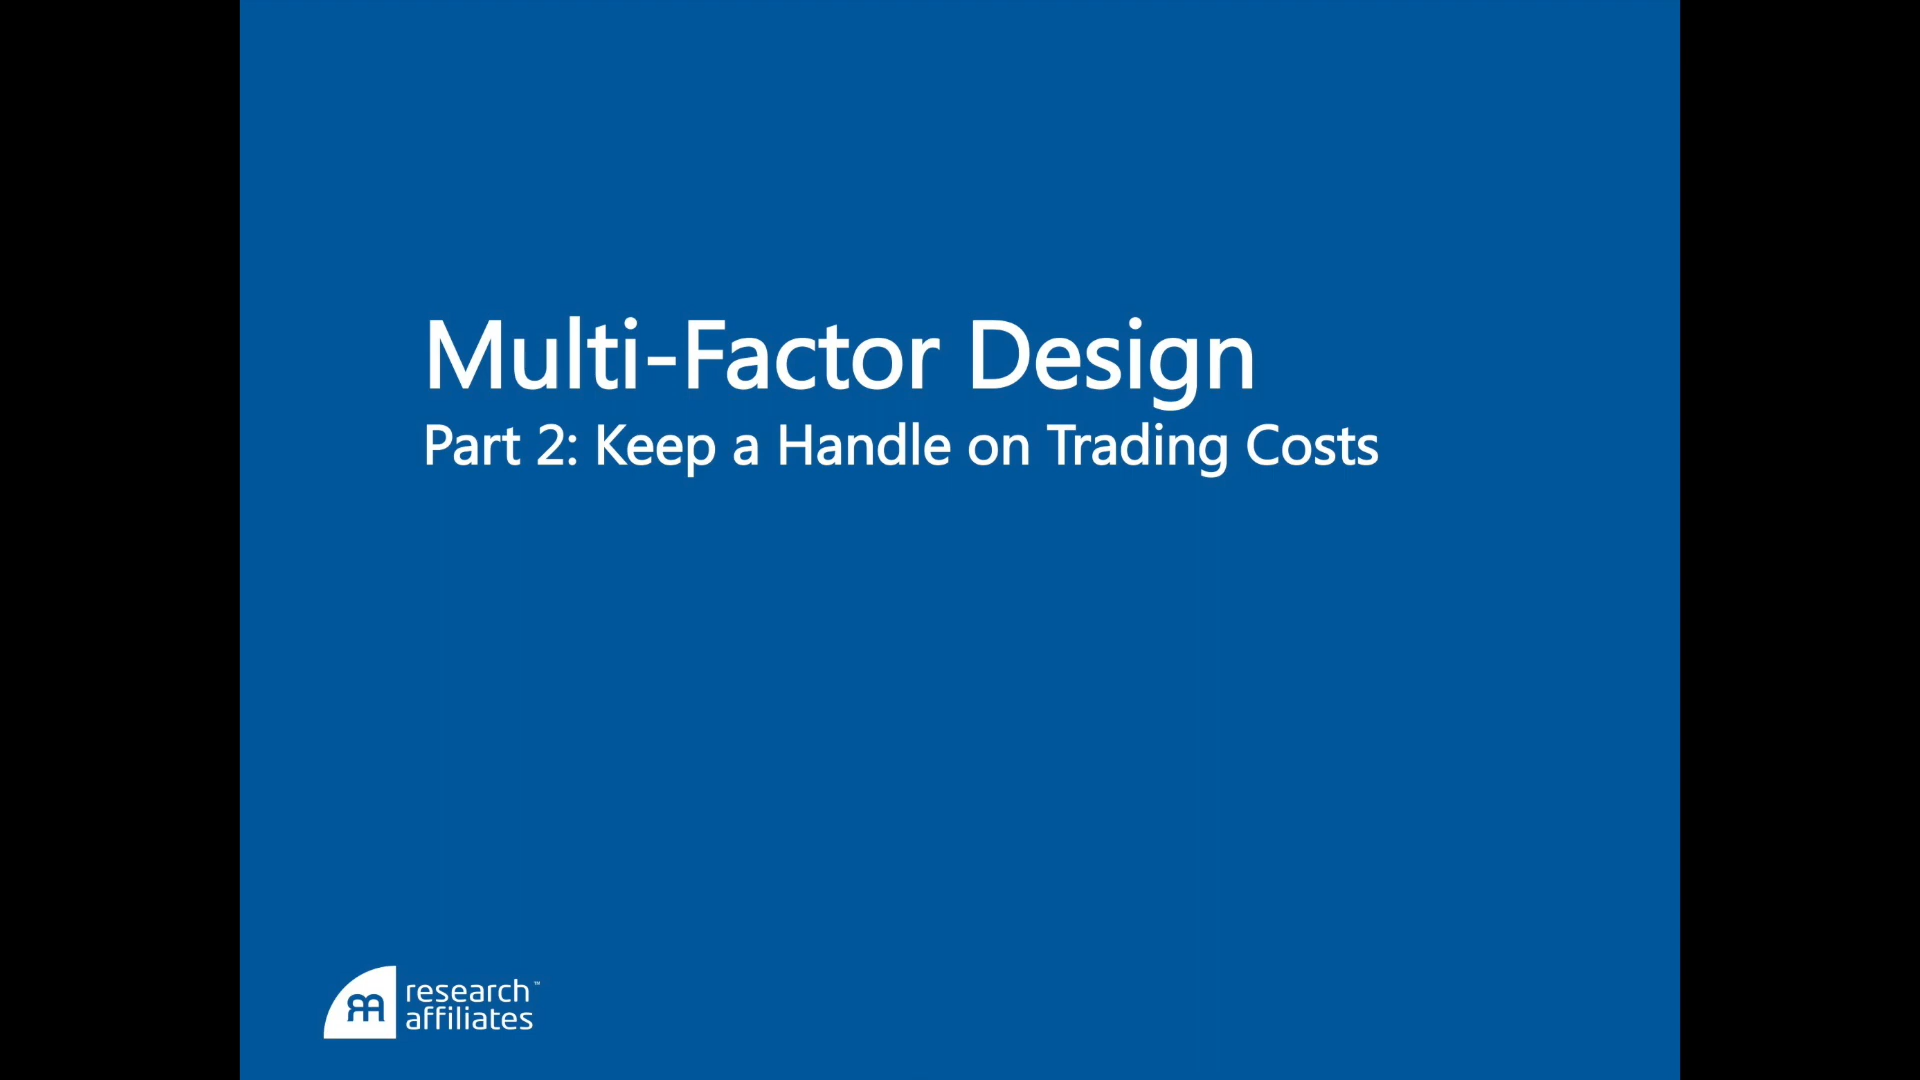 Multi-Factor Design
Part 2: Keep a Handle on Trading Costs
research™
affiliates